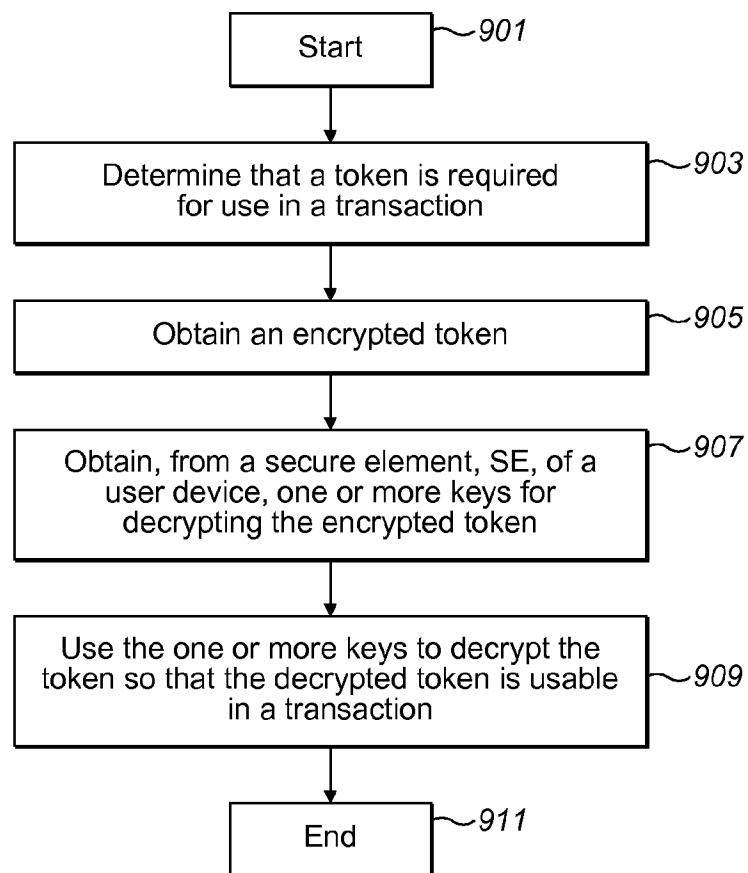 Start
901
Determine that a token is required
for use in a transaction
903
Obtain an encrypted token
905
Obtain, from a secure element, SE, of a
user device, one or more keys for
decrypting the encrypted token
907
Use the one or more keys to decrypt the
token so that the decrypted token is usable
in a transaction
909
End
911